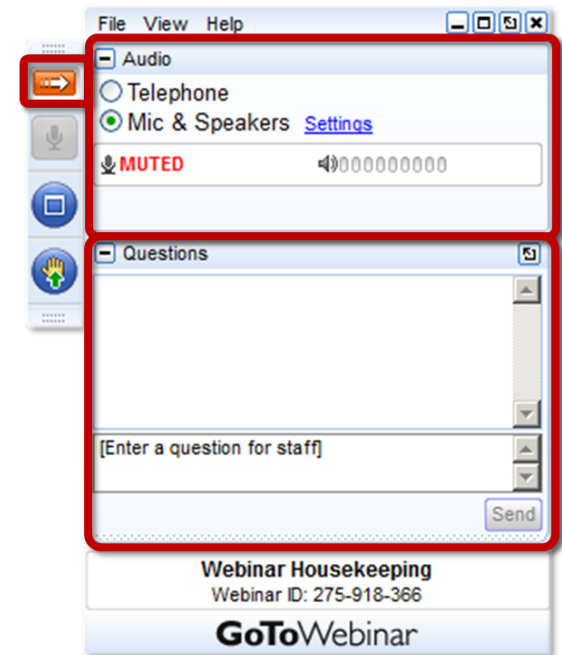 File View Help
Audio
Telephone
Mic & Speakers Settings
MUTED 000000000
Questions
[Enter a question for staff]
Send
Webinar Housekeeping
Webinar ID: 275-918-366
GoToWebinar